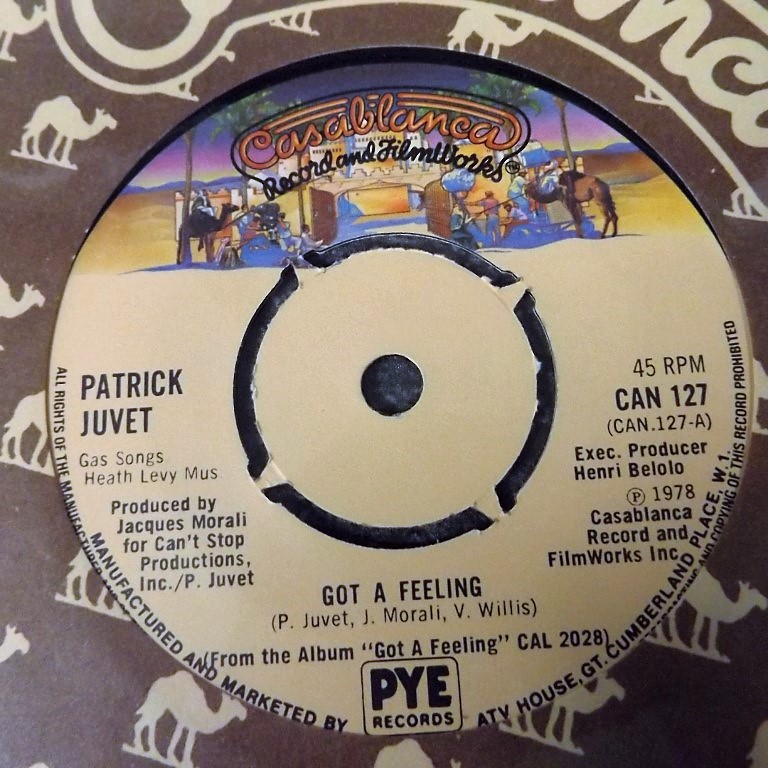 Casablanca
Record and FilmWorks
PATRICK
JUVET
Gas Songs
Heath Levy Mus
Produced by
Jacques Morali
for Can't Stop
Productions,
Inc./P. Juvet
45 RPM
CAN 127
(CAN.127-A)
Exec. Producer
Henri Belolo
Ⓟ 1978
Casablanca
Record and
FilmWorks Inc
GOT A FEELING
(P. Juvet, J. Morali, V. Willis)
(From the Album "Got A Feeling" CAL 2028)
ALL RIGHTS OF THE MANUFACTURER
MANUFACTURED AND MARKETED BY
PYE
RECORDS
ATV HOUSE, GT. CUMBERLAND PLACE, W. 1.
AND COPYING OF THIS RECORD PROHIBITED